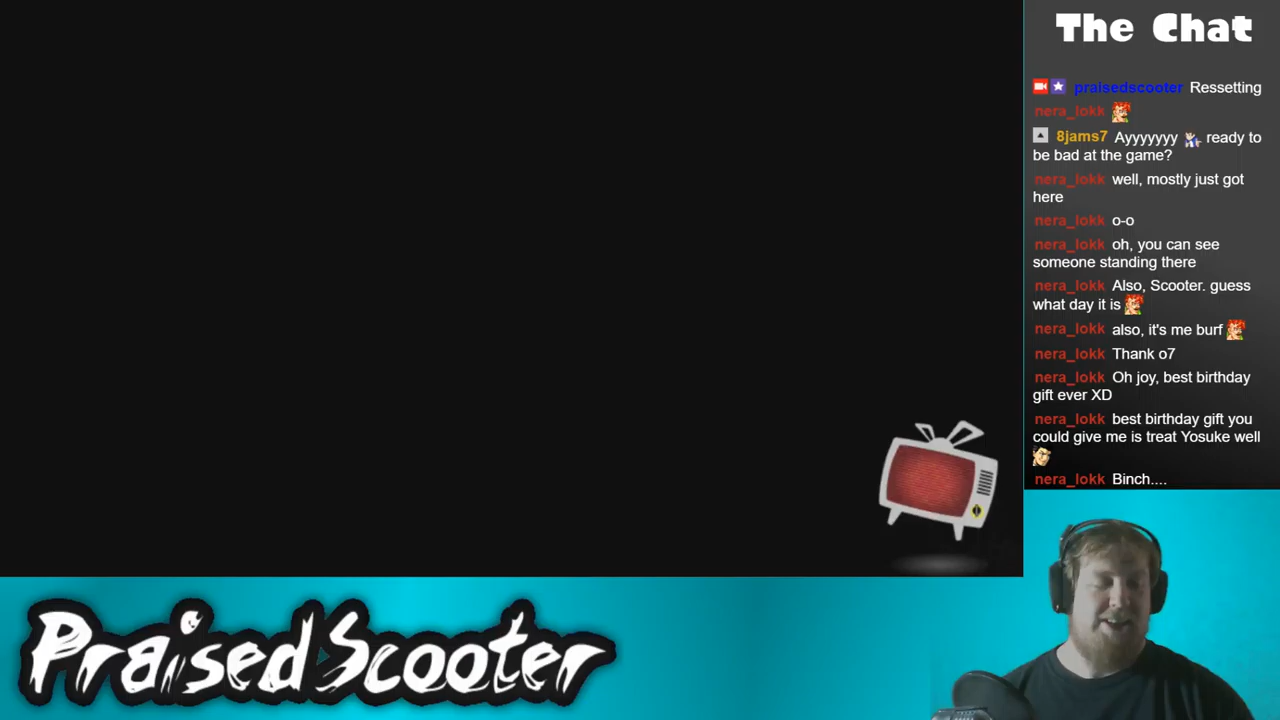 The Chat
praisedscooter Ressetting
nera_lokk
8jams7 Ayyyyyyy ready to
be bad at the game?
nera_lokk well, mostly just got
here
nera_lokk o-o
nera_lokk oh, you can see
someone standing there
nera_lokk Also, Scooter. guess
what day it is
nera_lokk also, it's me burf
nera_lokk Thank o7
nera_lokk Oh joy, best birthday
gift ever XD
nera_lokk best birthday gift you
could give me is treat Yosuke well
nera_lokk Binch....
PraisedScooter